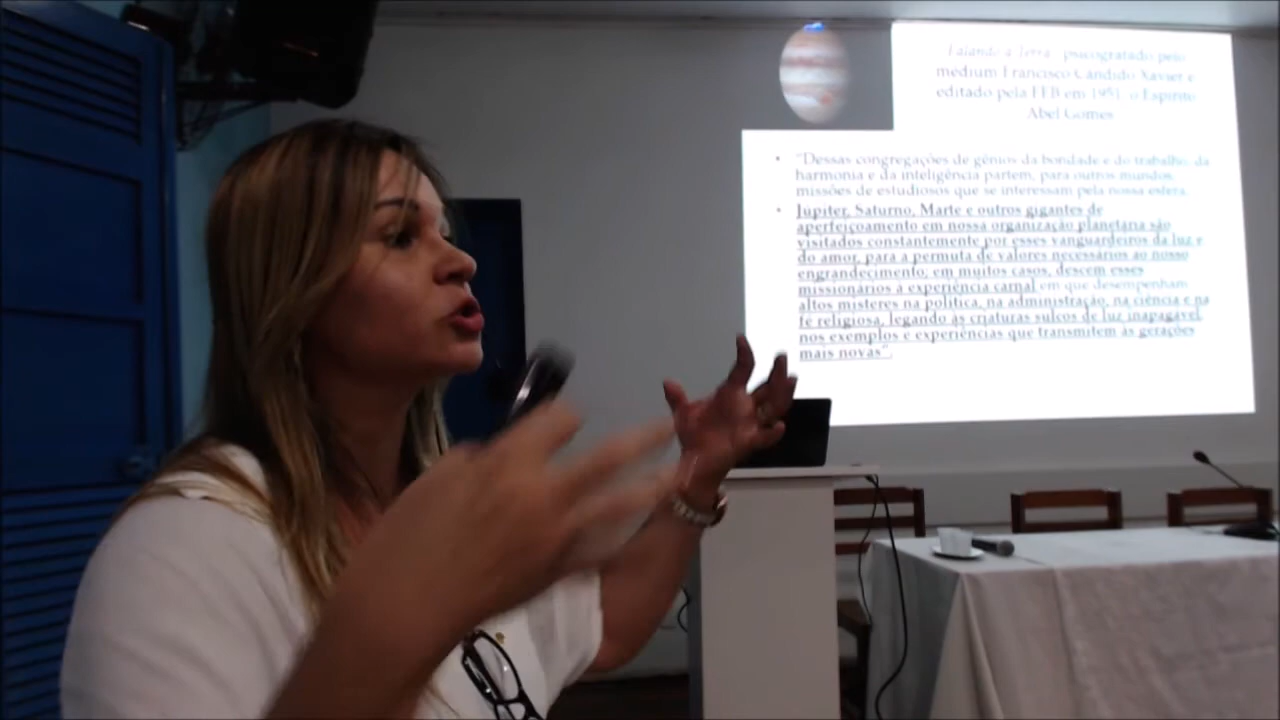 Falando à Terra, psicografado pelo
médium Francisco Cândido Xavier e
editado pela FEB em 1951, o Espírito
Abel Gomes
• "Dessas congregações de gênios da bondade e do trabalho, da
harmonia e da inteligência partem, para outros mundos,
missões de estudiosos que se interessam pela nossa esfera.
• Júpiter, Saturno, Marte e outros gigantes de
aperfeiçoamento em nossa organização planetária são
visitados constantemente por esses vanguardeiros da luz e
do amor, para a permuta de valores necessários ao nosso
engrandecimento; em muitos casos, descem esses
missionários à experiência carnal em que desempenham
altos misteres na política, na administração, na ciência e na
fé religiosa, legando às criaturas sulcos de luz inapagável
nos exemplos e experiências que transmitem às gerações
mais novas".